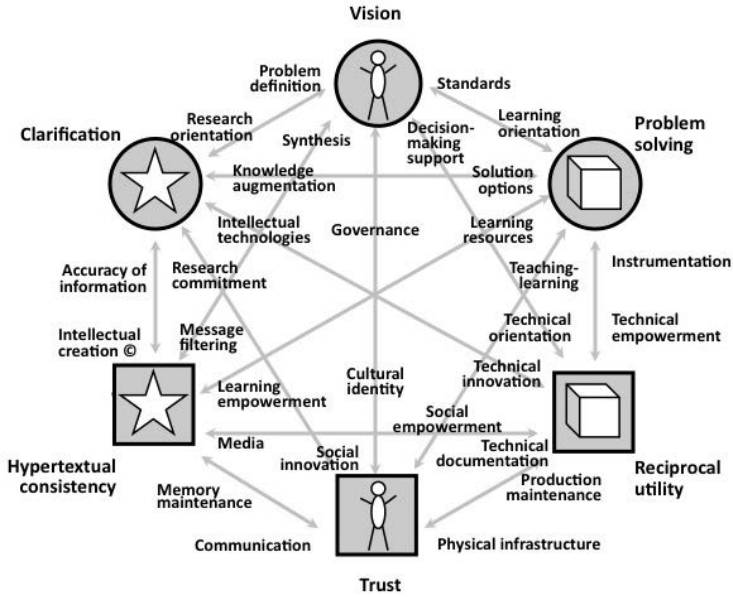 Vision
Problem
definition
Standards
Research
orientation
Learning
orientation
Clarification
Problem
solving
Synthesis
Decision-
making
support
Knowledge
augmentation
Solution
options
Intellectual
technologies
Governance
Learning
resources
Accuracy of
information
Research
commitment
Teaching-
learning
Instrumentation
Intellectual
creation ©
Message
filtering
Technical
orientation
Technical
empowerment
Learning
empowerment
Cultural
identity
Technical
innovation
Social
empowerment
Media
Social
innovation
Technical
documentation
Hypertextual
consistency
Reciprocal
utility
Memory
maintenance
Production
maintenance
Communication
Physical infrastructure
Trust